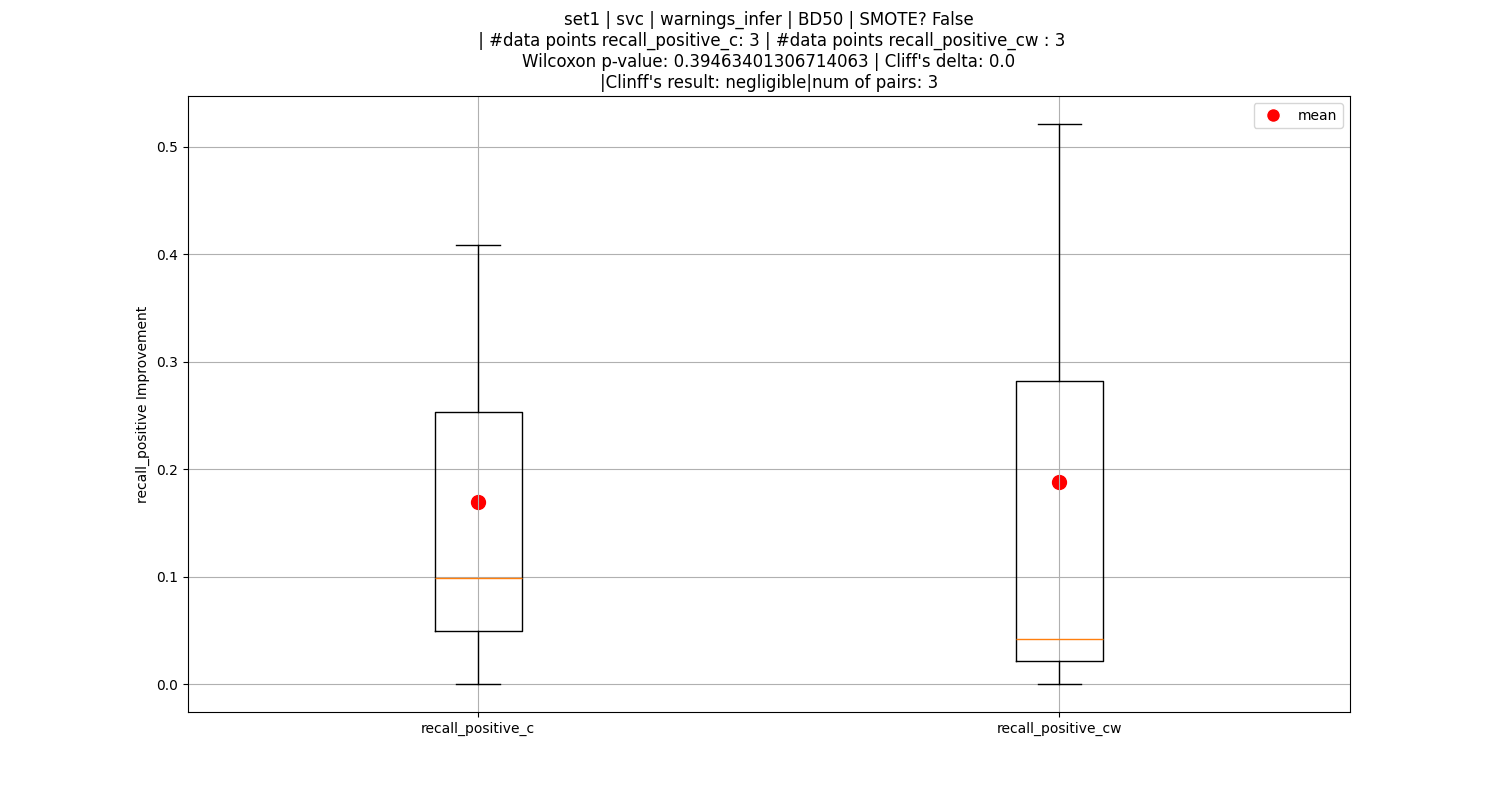 set1 | svc | warnings_infer | BD50 | SMOTE? False
| #data points recall_positive_c: 3 | #data points recall_positive_cw : 3
Wilcoxon p-value: 0.39463401306714063 | Cliff's delta: 0.0
|Clinff's result: negligible|num of pairs: 3
mean
0.5
0.4
0.3
0.2
0.1
0.0
recall_positive Improvement
recall_positive_c
recall_positive_cw